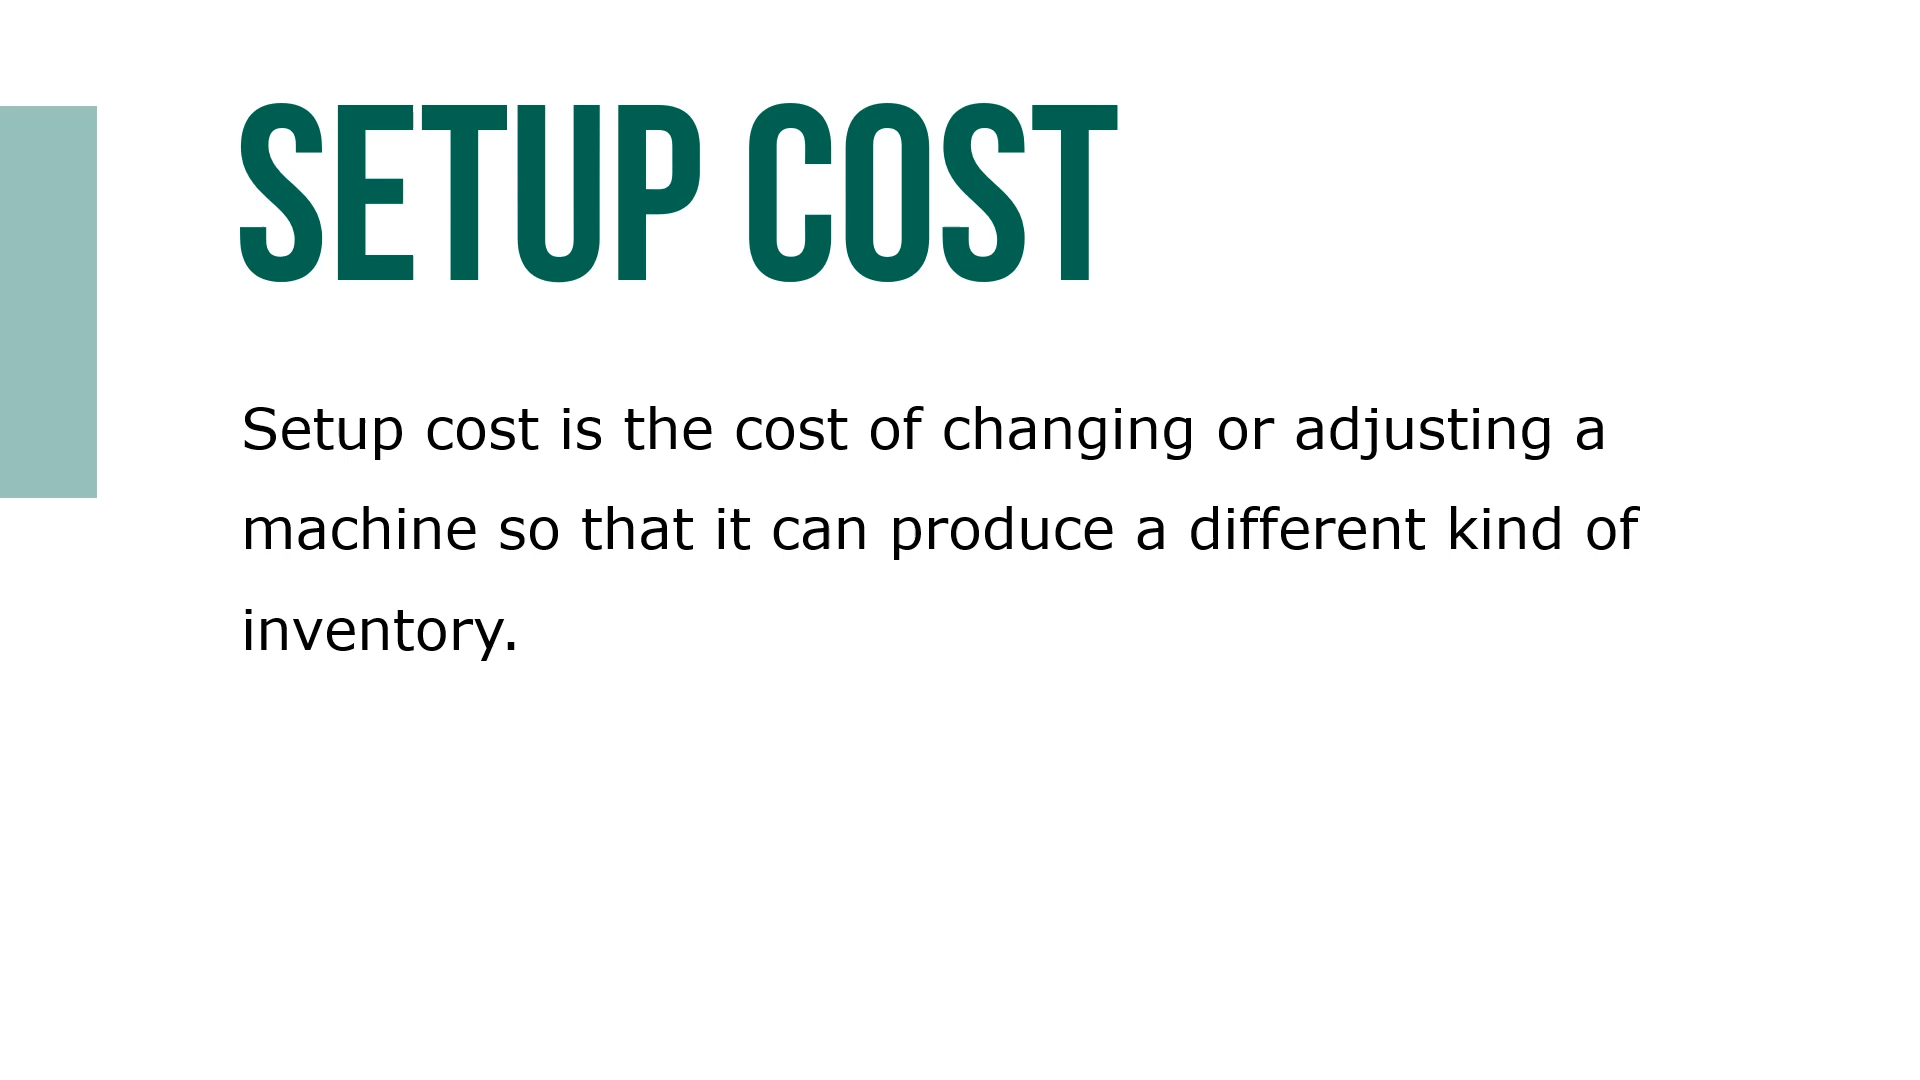 SETUP COST
Setup cost is the cost of changing or adjusting a
machine so that it can produce a different kind of
inventory.